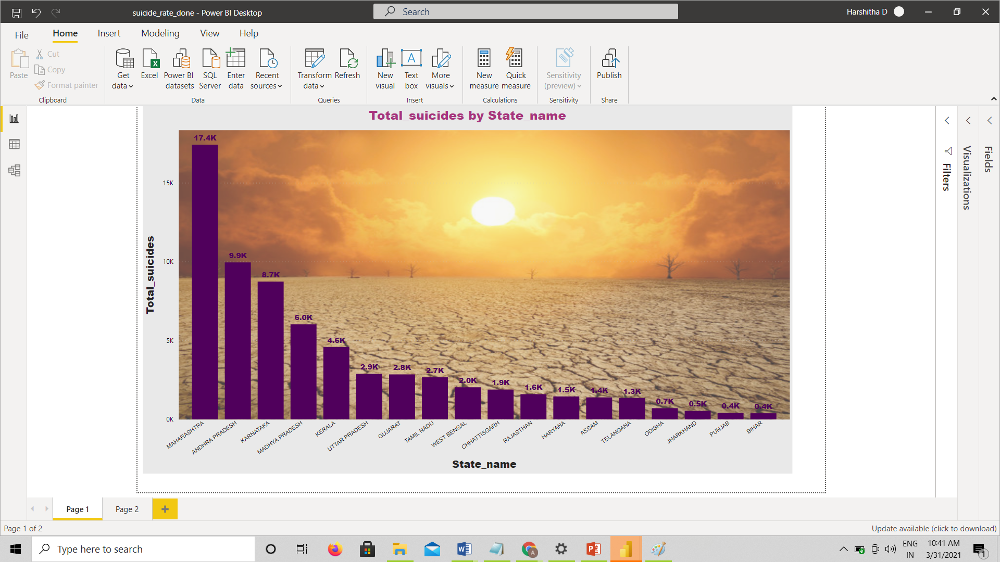 suicide_rate_done - Power BI Desktop
Search
Harshitha D
File
Home
Insert
Modeling
View
Help
Paste
Cut
Copy
Format painter
Clipboard
Get data
Excel
Power BI datasets
SQL Server
Enter data
Recent sources
Data
Transform data
Refresh
Queries
New visual
Text box
More visuals
Insert
New measure
Quick measure
Calculations
Sensitivity (preview)
Sensitivity
Publish
Share
Total_suicides by State_name
Total_suicides
15K
10K
5K
0K
17.4K
9.9K
8.7K
6.0K
4.6K
2.9K
2.8K
2.7K
2.0K
1.9K
1.6K
1.5K
1.4K
1.3K
0.7K
0.5K
0.4K
0.4K
MAHARASHTRA
ANDHRA PRADESH
KARNATAKA
MADHYA PRADESH
KERALA
UTTAR PRADESH
GUJARAT
TAMIL NADU
WEST BENGAL
CHHATTISGARH
RAJASTHAN
HARYANA
ASSAM
TELANGANA
ODISHA
JHARKHAND
PUNJAB
BIHAR
State_name
Filters
Visualizations
Fields
Page 1
Page 2
Page 1 of 2
Update available (click to download)
Type here to search
ENG
IN
10:41 AM
3/31/2021
1